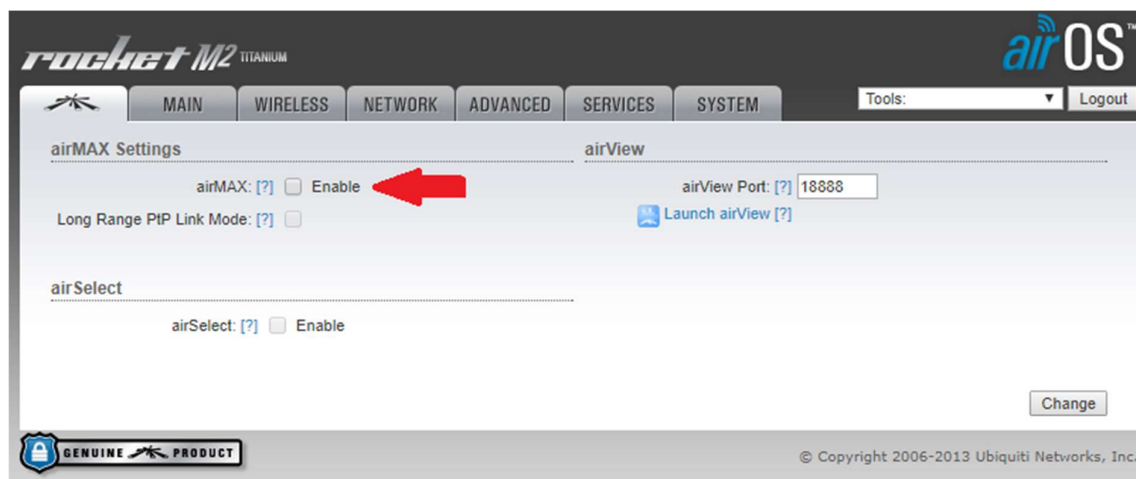 rocket M2 TITANIUM
airOS™
MAIN WIRELESS NETWORK ADVANCED SERVICES SYSTEM Tools: Logout
airMAX Settings
airMAX: [?] Enable
Long Range PtP Link Mode: [?]
airView
airView Port: [?] 18888
Launch airView [?]
airSelect
airSelect: [?] Enable
Change
GENUINE PRODUCT
© Copyright 2006-2013 Ubiquiti Networks, Inc.